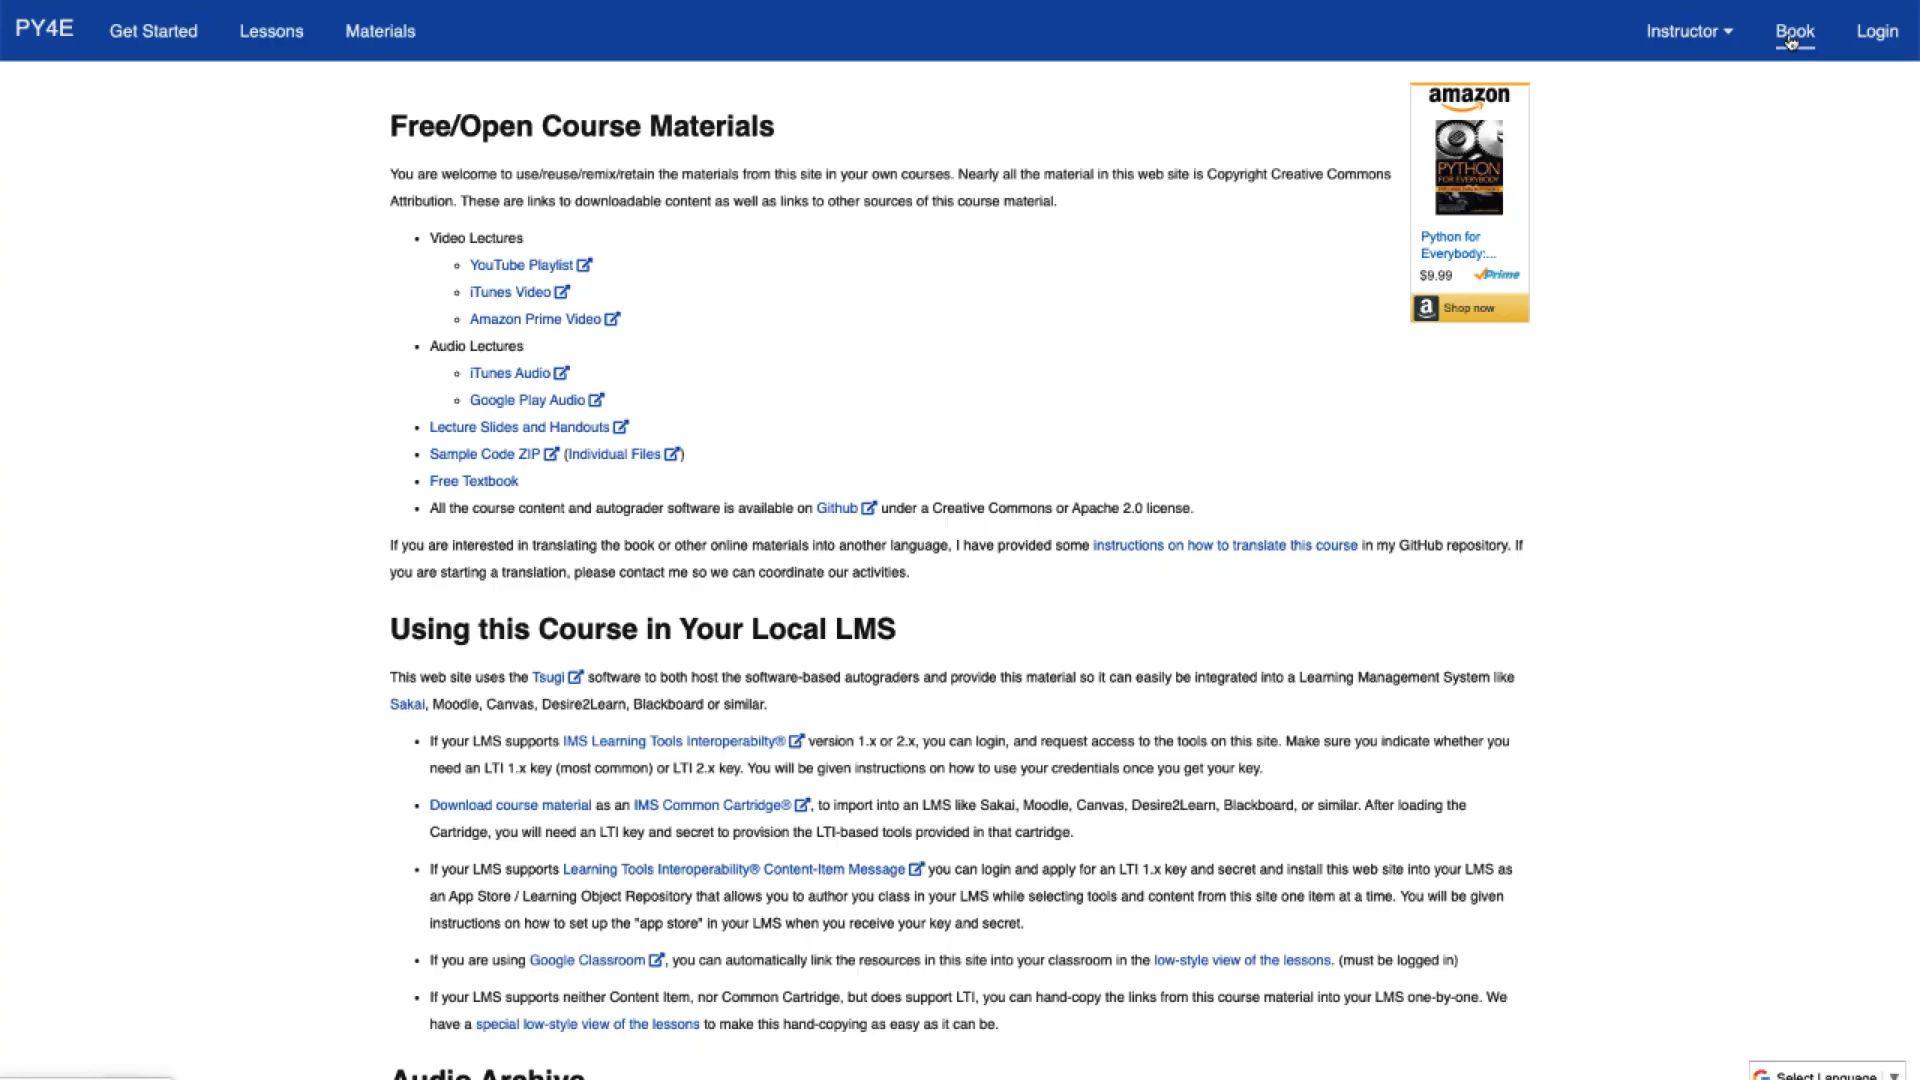 PY4E Get Started Lessons Materials Instructor Book Login
Free/Open Course Materials
You are welcome to use/reuse/remix/retain the materials from this site in your own courses. Nearly all the material in this web site is Copyright Creative Commons
Attribution. These are links to downloadable content as well as links to other sources of this course material.
amazon
PYTHON
FOR EVERYBODY
Python for
Everybody:...
$9.99 Prime
Shop now
Video Lectures
YouTube Playlist
iTunes Video
Amazon Prime Video
Audio Lectures
iTunes Audio
Google Play Audio
Lecture Slides and Handouts
Sample Code ZIP (Individual Files)
Free Textbook
All the course content and autograder software is available on Github under a Creative Commons or Apache 2.0 license.
If you are interested in translating the book or other online materials into another language, I have provided some instructions on how to translate this course in my GitHub repository. If
you are starting a translation, please contact me so we can coordinate our activities.
Using this Course in Your Local LMS
This web site uses the Tsugi software to both host the software-based autograders and provide this material so it can easily be integrated into a Learning Management System like
Sakai, Moodle, Canvas, Desire2Learn, Blackboard or similar.
If your LMS supports IMS Learning Tools Interoperabilty® version 1.x or 2.x, you can login, and request access to the tools on this site. Make sure you indicate whether you
need an LTI 1.x key (most common) or LTI 2.x key. You will be given instructions on how to use your credentials once you get your key.
Download course material as an IMS Common Cartridge®, to import into an LMS like Sakai, Moodle, Canvas, Desire2Learn, Blackboard, or similar. After loading the
Cartridge, you will need an LTI key and secret to provision the LTI-based tools provided in that cartridge.
If your LMS supports Learning Tools Interoperability® Content-Item Message you can login and apply for an LTI 1.x key and secret and install this web site into your LMS as
an App Store / Learning Object Repository that allows you to author you class in your LMS while selecting tools and content from this site one item at a time. You will be given
instructions on how to set up the "app store" in your LMS when you receive your key and secret.
If you are using Google Classroom, you can automatically link the resources in this site into your classroom in the low-style view of the lessons. (must be logged in)
If your LMS supports neither Content Item, nor Common Cartridge, but does support LTI, you can hand-copy the links from this course material into your LMS one-by-one. We
have a special low-style view of the lessons to make this hand-copying as easy as it can be.
Audio Archive
Select Language